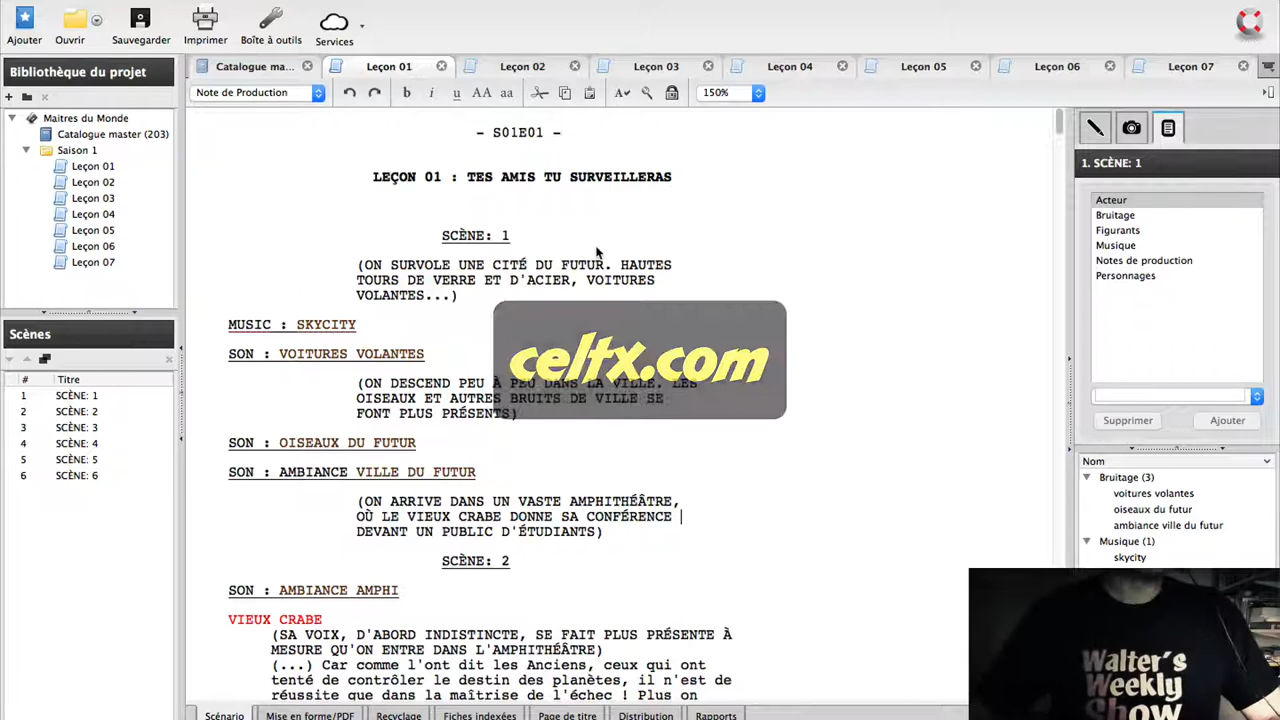 Ajouter
Ouvrir
Sauvegarder
Imprimer
Boîte à outils
Services
Bibliothèque du projet
Maitres du Monde
Catalogue master (203)
Saison 1
Leçon 01
Leçon 02
Leçon 03
Leçon 04
Leçon 05
Leçon 06
Leçon 07
Scènes
# Titre
1 SCÈNE: 1
2 SCÈNE: 2
3 SCÈNE: 3
4 SCÈNE: 4
5 SCÈNE: 5
6 SCÈNE: 6
Catalogue ma...
Leçon 01
Leçon 02
Leçon 03
Leçon 04
Leçon 05
Leçon 06
Leçon 07
Note de Production
b i u AA aa
150%
– S01E01 –
LEÇON 01 : TES AMIS TU SURVEILLERAS
SCÈNE: 1
(ON SURVOLE UNE CITÉ DU FUTUR. HAUTES
TOURS DE VERRE ET D'ACIER, VOITURES
VOLANTES...)
MUSIC : SKYCITY
SON : VOITURES VOLANTES
celtx.com
(ON DESCEND PEU À PEU DANS LA VILLE. LES
OISEAUX ET AUTRES BRUITS DE VILLE SE
FONT PLUS PRÉSENTS)
SON : OISEAUX DU FUTUR
SON : AMBIANCE VILLE DU FUTUR
(ON ARRIVE DANS UN VASTE AMPHITHÉÂTRE,
OÙ LE VIEUX CRABE DONNE SA CONFÉRENCE
DEVANT UN PUBLIC D'ÉTUDIANTS)
SCÈNE: 2
SON : AMBIANCE AMPHI
VIEUX CRABE
(SA VOIX, D'ABORD INDISTINCTE, SE FAIT PLUS PRÉSENTE À
MESURE QU'ON ENTRE DANS L'AMPHITHÉÂTRE)
(...) Car comme l'ont dit les Anciens, ceux qui ont
tenté de contrôler le destin des planètes, il n'est de
réussite que dans la maîtrise de l'échec ! Plus on
Scénario
Mise en forme/PDF
Recyclage
Fiches indexées
Page de titre
Distribution
Rapports
1. SCÈNE: 1
Acteur
Bruitage
Figurants
Musique
Notes de production
Personnages
Supprimer
Ajouter
Nom
Bruitage (3)
voitures volantes
oiseaux du futur
ambiance ville du futur
Musique (1)
skycity
Walter's
Weekly
Show